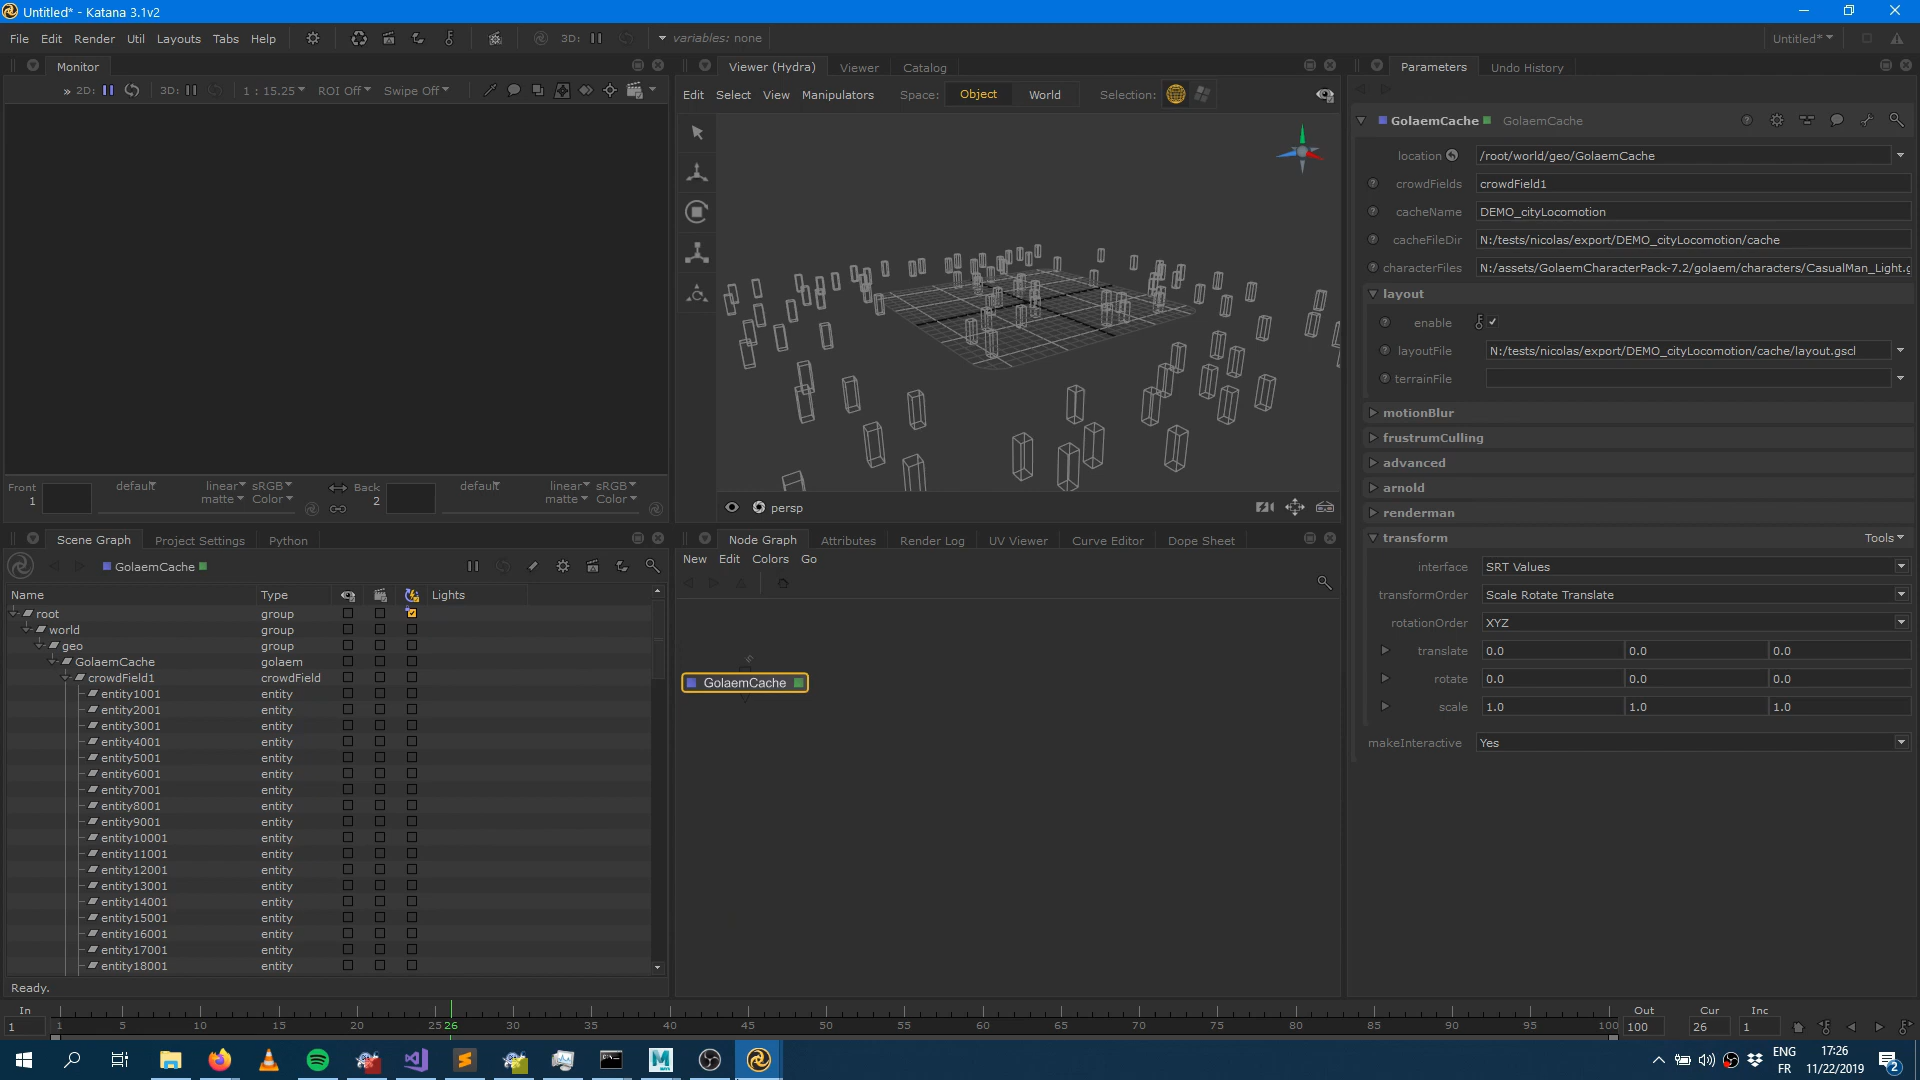 Untitled* - Katana 3.1v2
File Edit Render Util Layouts Tabs Help 3D: variables: none Untitled*
Monitor
» 2D: 3D: 1 : 15.25 ROI Off Swipe Off
Front default linear sRGB Back default linear sRGB
1 matte Color 2 matte Color
Viewer (Hydra) Viewer Catalog
Edit Select View Manipulators Space: Object World Selection:
persp
Parameters Undo History
GolaemCache GolaemCache
location /root/world/geo/GolaemCache
crowdFields crowdField1
cacheName DEMO_cityLocomotion
cacheFileDir N:/tests/nicolas/export/DEMO_cityLocomotion/cache
characterFiles N:/assets/GolaemCharacterPack-7.2/golaem/characters/CasualMan_Light.g
layout
enable
layoutFile N:/tests/nicolas/export/DEMO_cityLocomotion/cache/layout.gscl
terrainFile
motionBlur
frustrumCulling
advanced
arnold
renderman
transform Tools
interface SRT Values
transformOrder Scale Rotate Translate
rotationOrder XYZ
translate 0.0 0.0 0.0
rotate 0.0 0.0 0.0
scale 1.0 1.0 1.0
makeInteractive Yes
Scene Graph Project Settings Python
GolaemCache
Name Type Lights
root group
world group
geo group
GolaemCache golaem
crowdField1 crowdField
entity1001 entity
entity2001 entity
entity3001 entity
entity4001 entity
entity5001 entity
entity6001 entity
entity7001 entity
entity8001 entity
entity9001 entity
entity10001 entity
entity11001 entity
entity12001 entity
entity13001 entity
entity14001 entity
entity15001 entity
entity16001 entity
entity17001 entity
entity18001 entity
Ready.
Node Graph Attributes Render Log UV Viewer Curve Editor Dope Sheet
New Edit Colors Go
GolaemCache
In Out Cur Inc
1 1 5 10 15 20 25 26 30 35 40 45 50 55 60 65 70 75 80 85 90 95 100 100 26 1
ENG 17:26
FR 11/22/2019 2